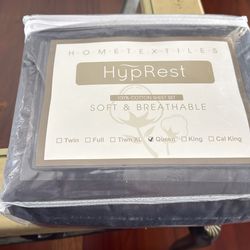 HOMETEXTILES
HypRest
100% COTTON SHEET SET
SOFT & BREATHABLE
Twin Full Twin XL Queen King Cal King